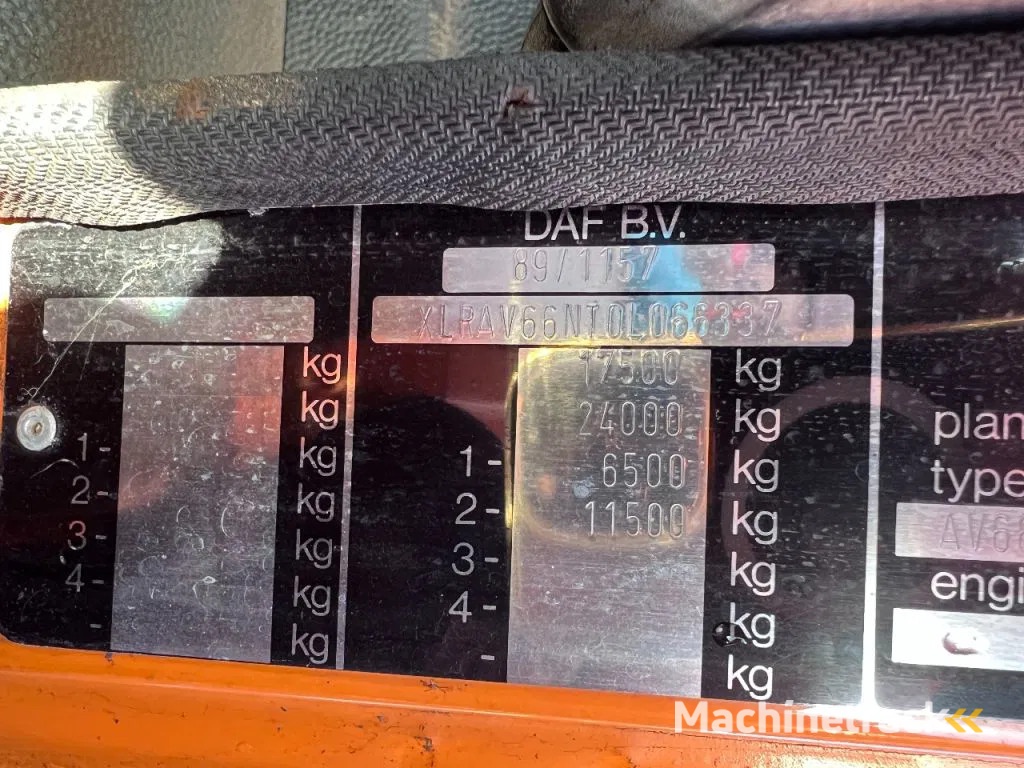 DAF B.V.
89/1157
XLRAV66NT0L066337
17500 kg
24000 kg
1- 6500 kg
2- 11500 kg
3- kg
4- kg
- kg
kg
kg
1- kg
2- kg
3- kg
4- kg
- kg
plan
type
engi
Machinetrack